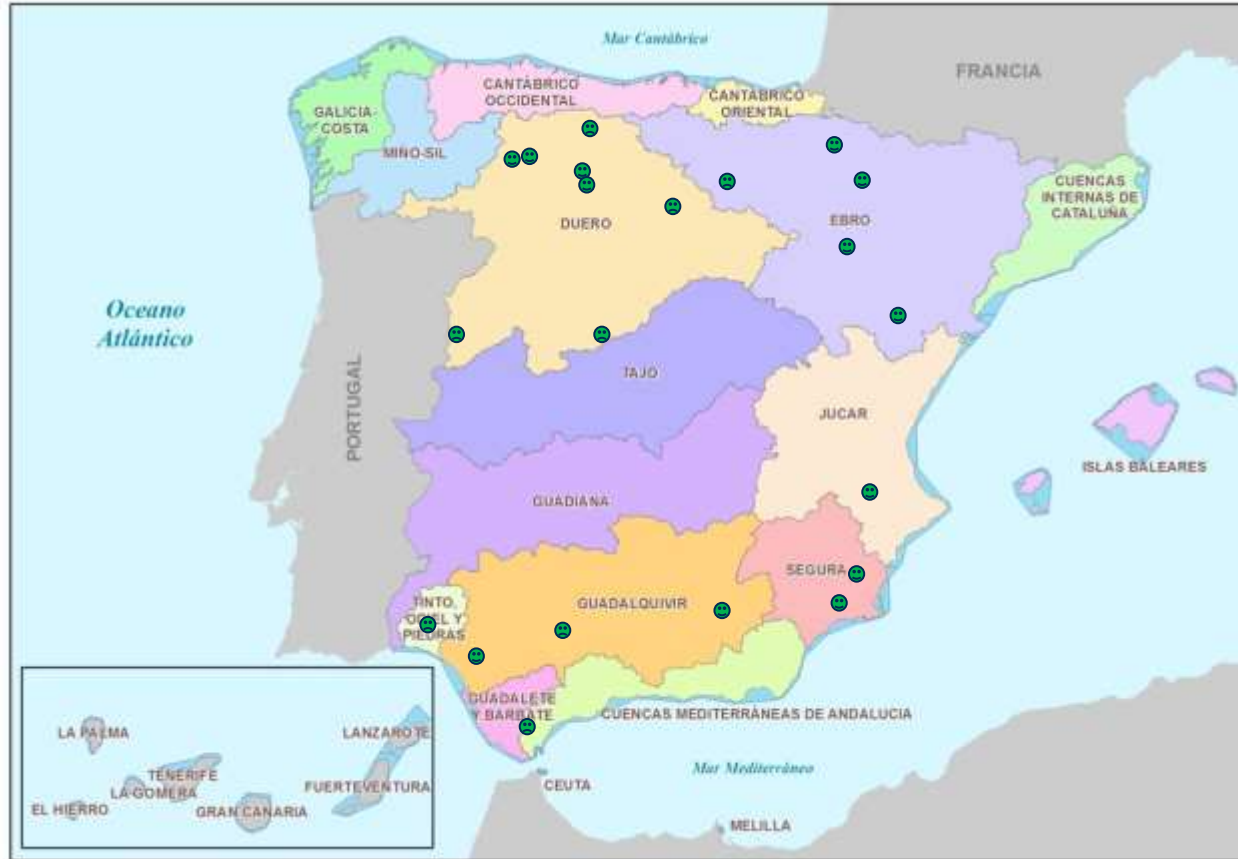 Mar Cantábrico
FRANCIA
CANTÁBRICO
OCCIDENTAL
CANTÁBRICO
ORIENTAL
GALICIA-
COSTA
MIÑO-SIL
CUENCAS
INTERNAS DE
CATALUÑA
DUERO
EBRO
Oceano
Atlántico
PORTUGAL
TAJO
JUCAR
ISLAS BALEARES
GUADIANA
SEGURA
GUADALQUIVIR
TINTO,
ODIEL Y
PIEDRAS
GUADALETE
Y BARBATE
CUENCAS MEDITERRÁNEAS DE ANDALUCIA
Mar Mediterráneo
CEUTA
MELILLA
LA PALMA
LANZAROTE
TENERIFE
LA GOMERA
FUERTEVENTURA
EL HIERRO
GRAN CANARIA